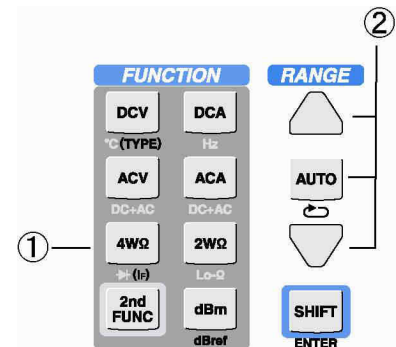 ②
FUNCTION RANGE
DCV DCA
°C(TYPE) Hz
ACV ACA AUTO
DC+AC DC+AC
① 4WΩ 2WΩ
(IF) Lo-Ω
2nd FUNC dBm SHIFT
dBref ENTER